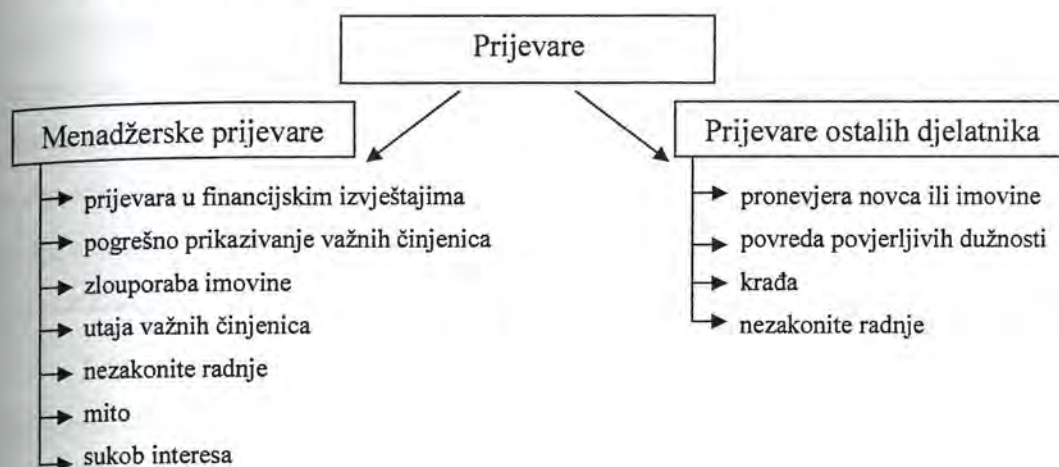 Prijevare
Menadžerske prijevare
prijevara u financijskim izvještajima
pogrešno prikazivanje važnih činjenica
zlouporaba imovine
utaja važnih činjenica
nezakonite radnje
mito
sukob interesa
Prijevare ostalih djelatnika
pronevjera novca ili imovine
povreda povjerljivih dužnosti
krađa
nezakonite radnje